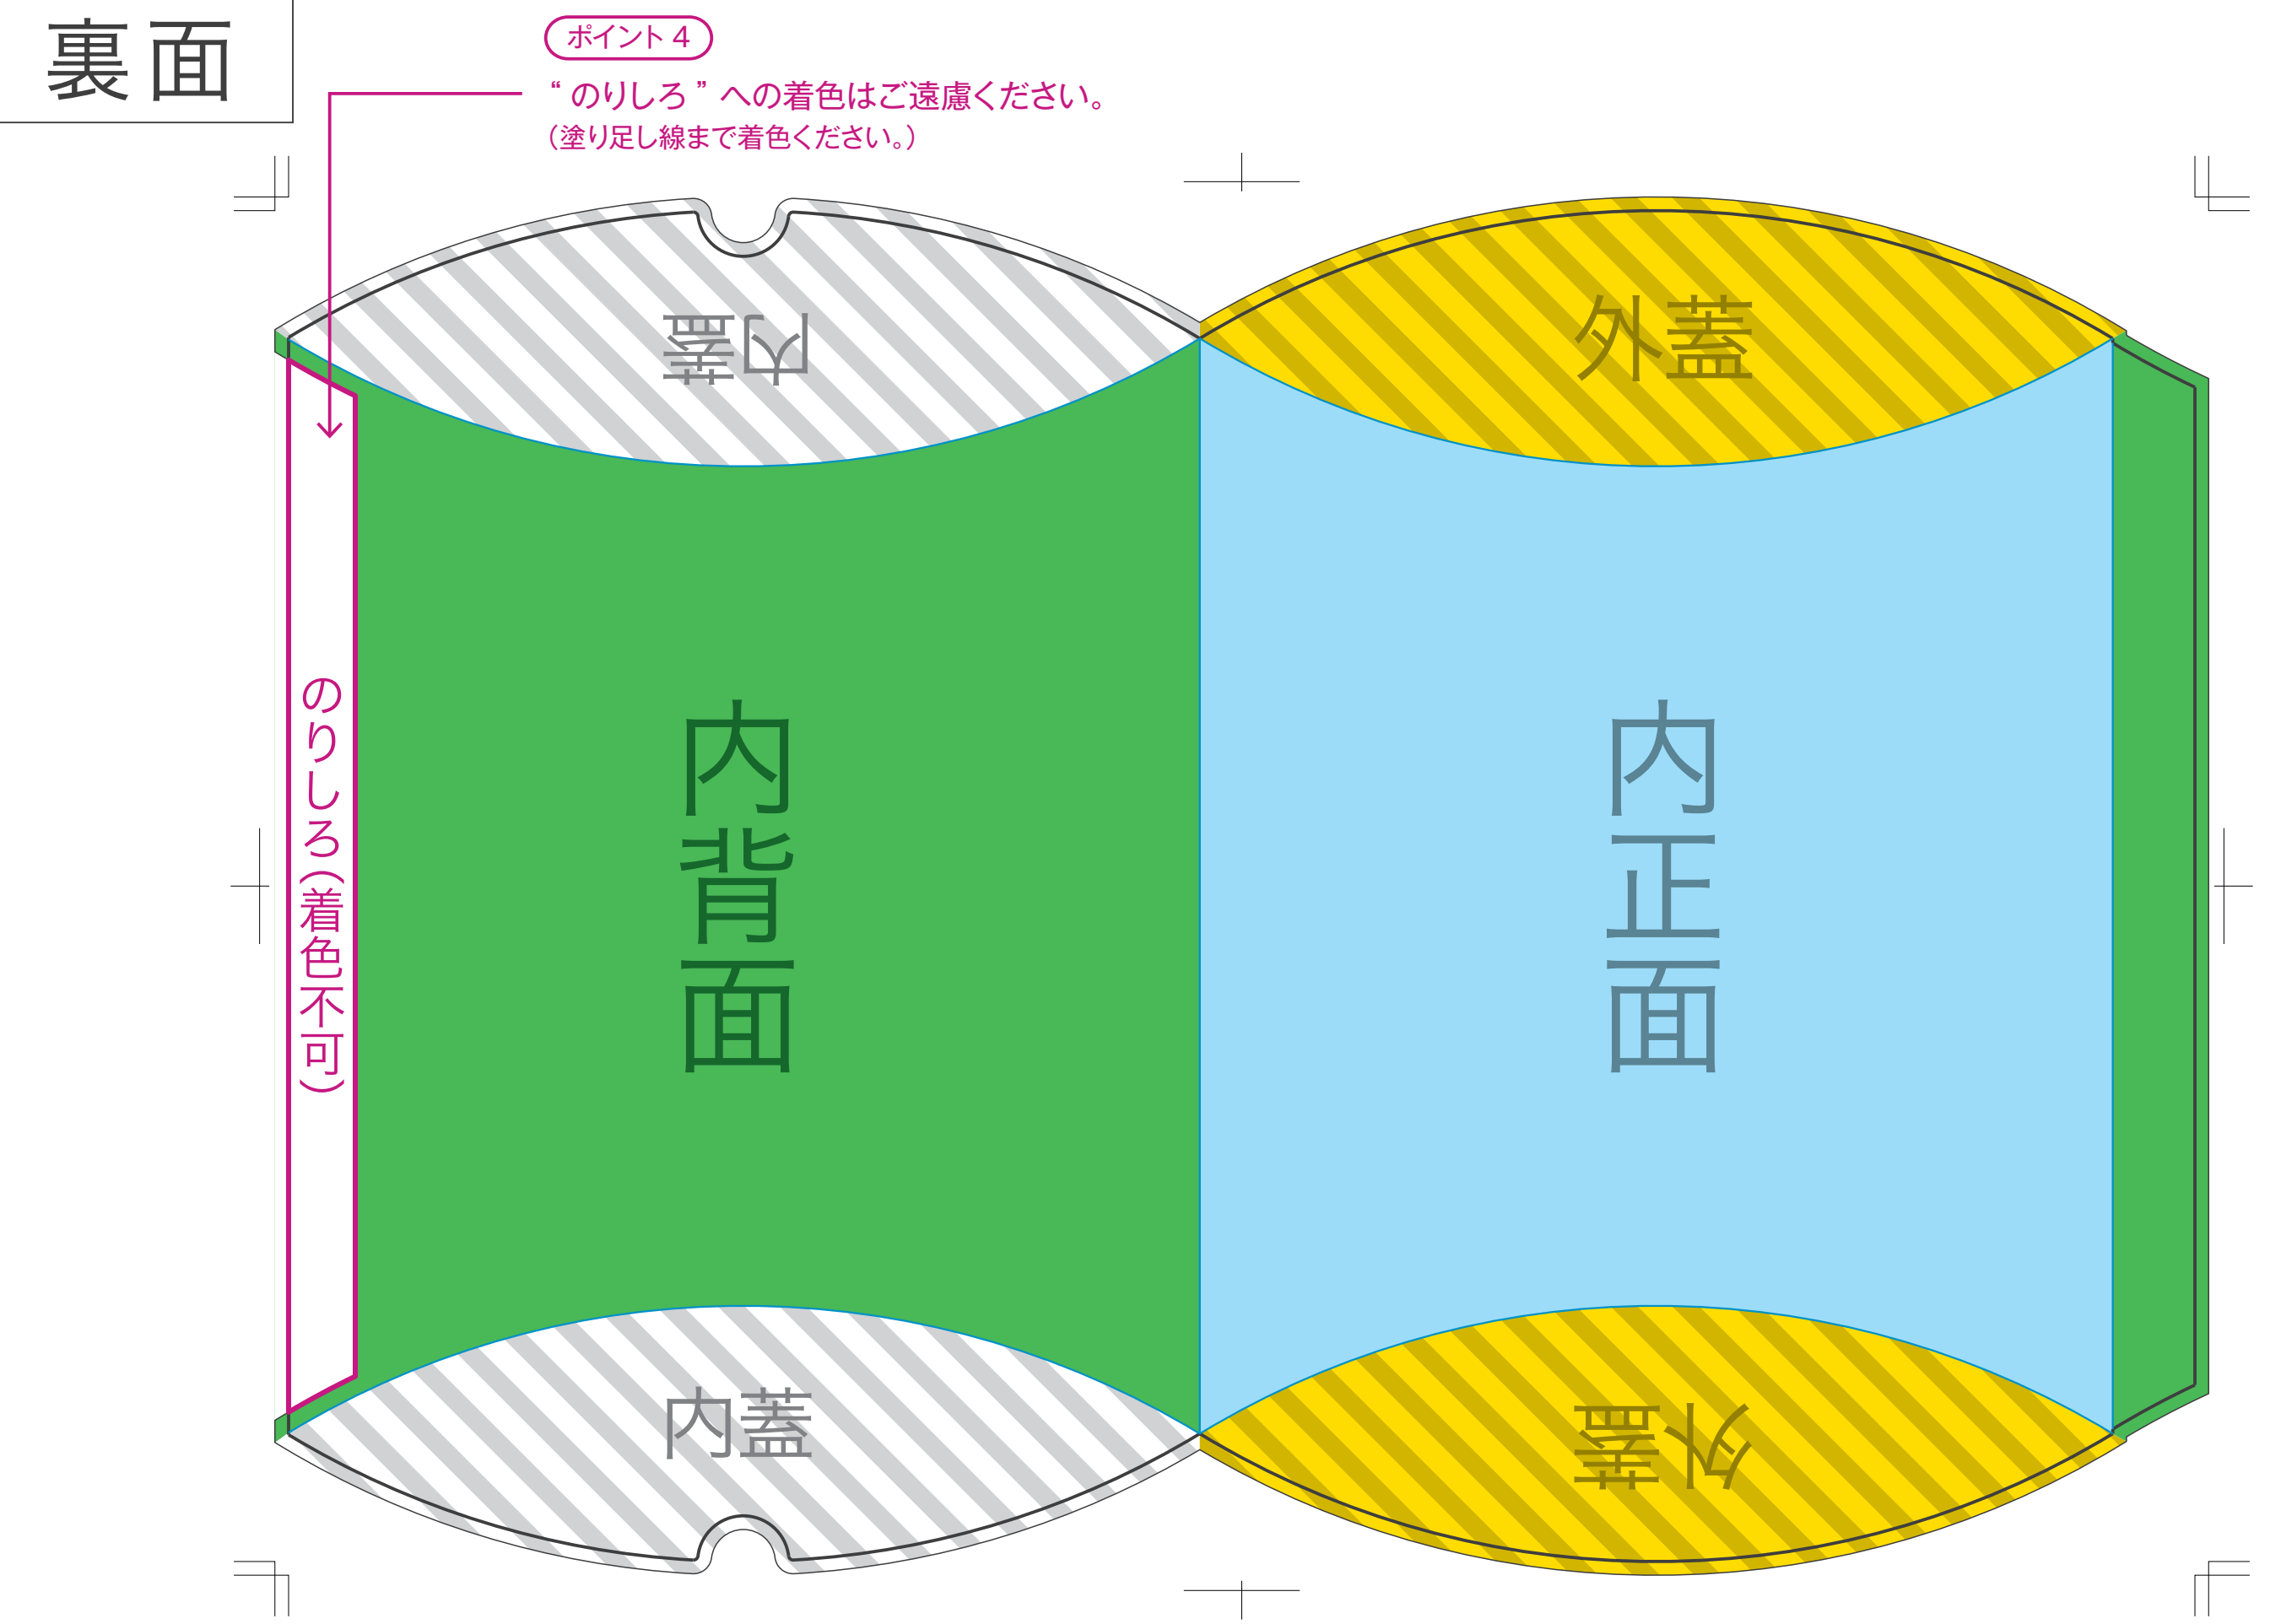 裏面
ポイント 4
“ のりしろ ” への着色はご遠慮ください。
（塗り足し線まで着色ください。）
内蓋
外蓋
のりしろ（着色不可）
内背面
内正面
内蓋
外蓋